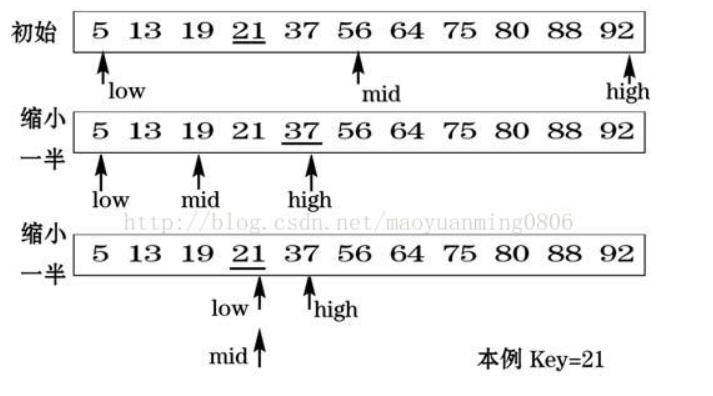 初始 5 13 19 21 37 56 64 75 80 88 92
low mid high
缩小
一半 5 13 19 21 37 56 64 75 80 88 92
low mid high
http://blog.csdn.net/maoyuanming0806
缩小
一半 5 13 19 21 37 56 64 75 80 88 92
low high
mid 本例 Key=21